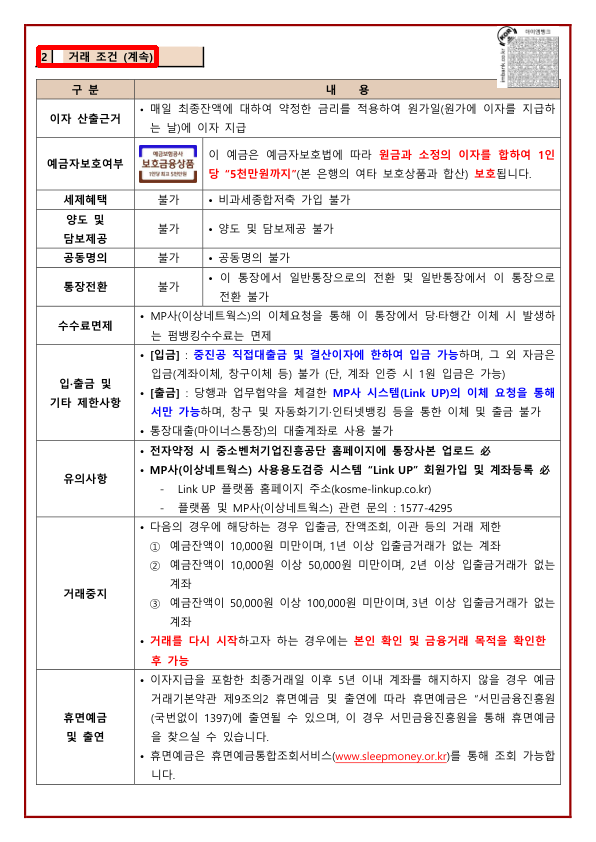 아이엠뱅크
2 거래 조건 (계속)
구 분 내 용
이자 산출근거
• 매일 최종잔액에 대하여 약정한 금리를 적용하여 원가일(원가에 이자를 지급하
는 날)에 이자 지급
예금자보호여부
예금보험공사
보호금융상품
1인당 최고 5천만원
이 예금은 예금자보호법에 따라 원금과 소정의 이자를 합하여 1인
당 “5천만원까지”(본 은행의 여타 보호상품과 합산) 보호됩니다.
세제혜택 불가 • 비과세종합저축 가입 불가
양도 및
담보제공
불가 • 양도 및 담보제공 불가
공동명의 불가 • 공동명의 불가
통장전환 불가
• 이 통장에서 일반통장으로의 전환 및 일반통장에서 이 통장으로
전환 불가
수수료면제
• MP사(이상네트웍스)의 이체요청을 통해 이 통장에서 당·타행간 이체 시 발생하
는 펌뱅킹수수료는 면제
입·출금 및
기타 제한사항
• [입금] : 중진공 직접대출금 및 결산이자에 한하여 입금 가능하며, 그 외 자금은
입금(계좌이체, 창구이체 등) 불가 (단, 계좌 인증 시 1원 입금은 가능)
• [출금] : 당행과 업무협약을 체결한 MP사 시스템(Link UP)의 이체 요청을 통해
서만 가능하며, 창구 및 자동화기기·인터넷뱅킹 등을 통한 이체 및 출금 불가
• 통장대출(마이너스통장)의 대출계좌로 사용 불가
유의사항
• 전자약정 시 중소벤처기업진흥공단 홈페이지에 통장사본 업로드 必
• MP사(이상네트웍스) 사용용도검증 시스템 “Link UP” 회원가입 및 계좌등록 必
- Link UP 플랫폼 홈페이지 주소(kosme-linkup.co.kr)
- 플랫폼 및 MP사(이상네트웍스) 관련 문의 : 1577-4295
거래중지
• 다음의 경우에 해당하는 경우 입출금, 잔액조회, 이관 등의 거래 제한
① 예금잔액이 10,000원 미만이며, 1년 이상 입출금거래가 없는 계좌
② 예금잔액이 10,000원 이상 50,000원 미만이며, 2년 이상 입출금거래가 없는
계좌
③ 예금잔액이 50,000원 이상 100,000원 미만이며, 3년 이상 입출금거래가 없는
계좌
• 거래를 다시 시작하고자 하는 경우에는 본인 확인 및 금융거래 목적을 확인한
후 가능
휴면예금
및 출연
• 이자지급을 포함한 최종거래일 이후 5년 이내 계좌를 해지하지 않을 경우 예금
거래기본약관 제9조의2 휴면예금 및 출연에 따라 휴면예금은 “서민금융진흥원
(국번없이 1397)에 출연될 수 있으며, 이 경우 서민금융진흥원을 통해 휴면예금
을 찾으실 수 있습니다.
• 휴면예금은 휴면예금통합조회서비스(www.sleepmoney.or.kr)를 통해 조회 가능합
니다.